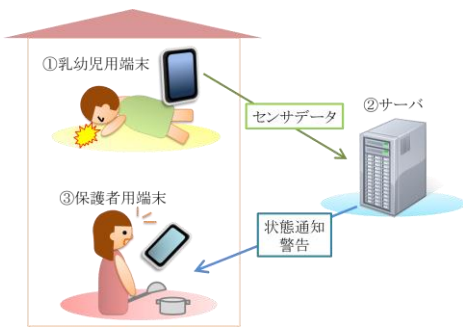 ①乳幼児用端末
センサデータ
②サーバ
③保護者用端末
状態通知
警告